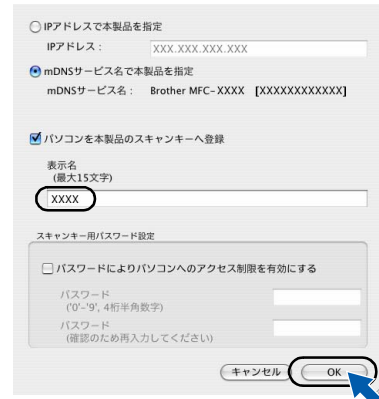 IPアドレスで本製品を指定
IPアドレス： XXX.XXX.XXX.XXX
mDNSサービス名で本製品を指定
mDNSサービス名： Brother MFC-XXXX [XXXXXXXXXXXX]
パソコンを本製品のスキャンキーへ登録
表示名
(最大15文字)
XXXX
スキャンキー用パスワード設定
パスワードによりパソコンへのアクセス制限を有効にする
パスワード
('0'-'9', 4桁半角数字)
パスワード
(確認のため再入力してください)
キャンセル OK